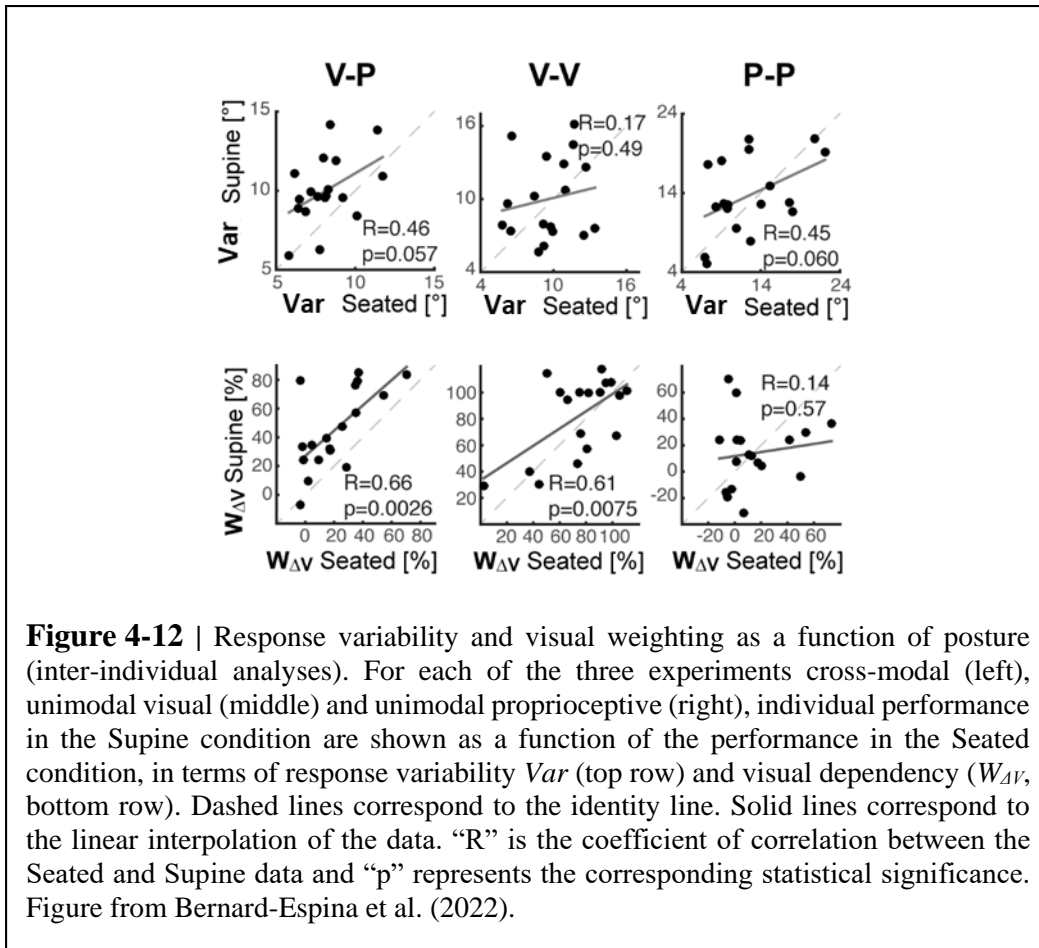 V-P V-V P-P
15
10
5
Var Supine [°]
R=0.46
p=0.057
5 10 15
Var Seated [°]
16
10
4
R=0.17
p=0.49
4 10 16
Var Seated [°]
24
14
4
R=0.45
p=0.060
4 14 24
Var Seated [°]
80
60
40
20
0
WΔV Supine [%]
R=0.66
p=0.0026
0 20 40 60 80
WΔV Seated [%]
100
80
60
40
20
R=0.61
p=0.0075
20 40 60 80 100
WΔV Seated [%]
60
40
20
-20
R=0.14
p=0.57
-20 0 20 40 60
WΔV Seated [%]
Figure 4-12 | Response variability and visual weighting as a function of posture
(inter-individual analyses). For each of the three experiments cross-modal (left),
unimodal visual (middle) and unimodal proprioceptive (right), individual performance
in the Supine condition are shown as a function of the performance in the Seated
condition, in terms of response variability Var (top row) and visual dependency (WΔV,
bottom row). Dashed lines correspond to the identity line. Solid lines correspond to
the linear interpolation of the data. “R” is the coefficient of correlation between the
Seated and Supine data and “p” represents the corresponding statistical significance.
Figure from Bernard-Espina et al. (2022).